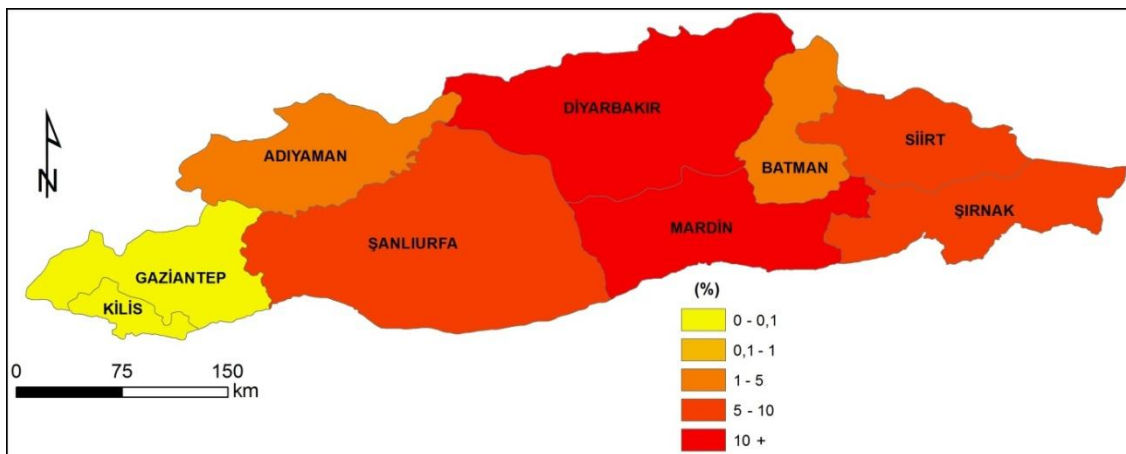 DİYARBAKIR
SİİRT
ADIYAMAN
BATMAN
ŞIRNAK
MARDİN
ŞANLIURFA
GAZİANTEP
KİLİS
N
(%)
0 - 0,1
0,1 - 1
1 - 5
5 - 10
10 +
0 75 150
km